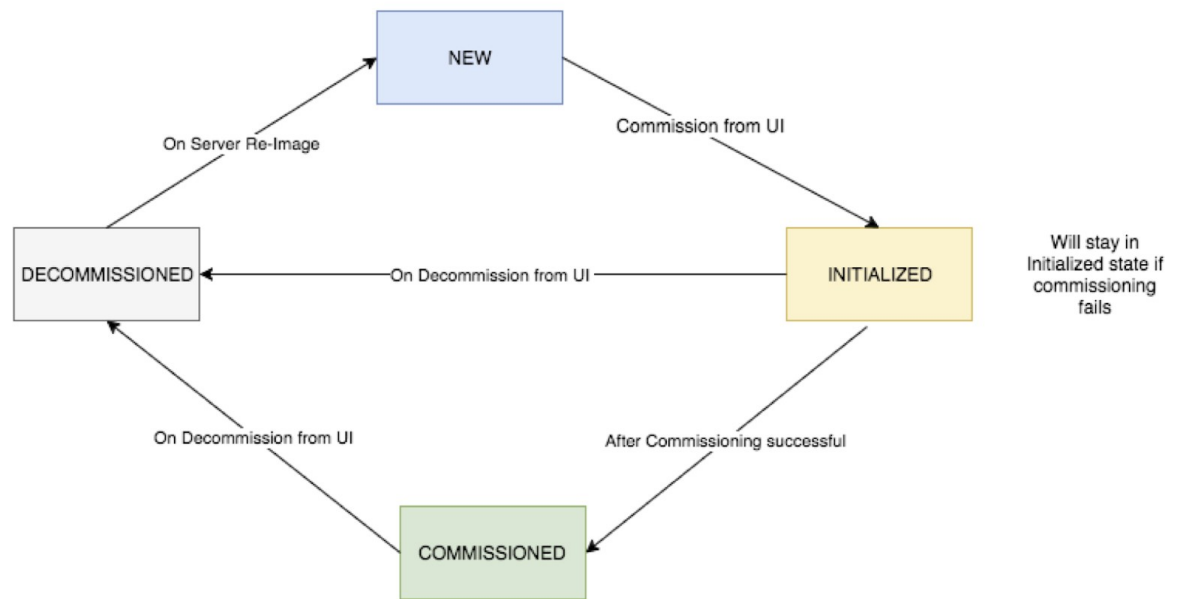 NEW
Commission from UI
On Server Re-Image
Will stay in
Initialized state if
commissioning
fails
DECOMMISSIONED
On Decommission from UI
INITIALIZED
On Decommission from UI
After Commissioning successful
COMMISSIONED